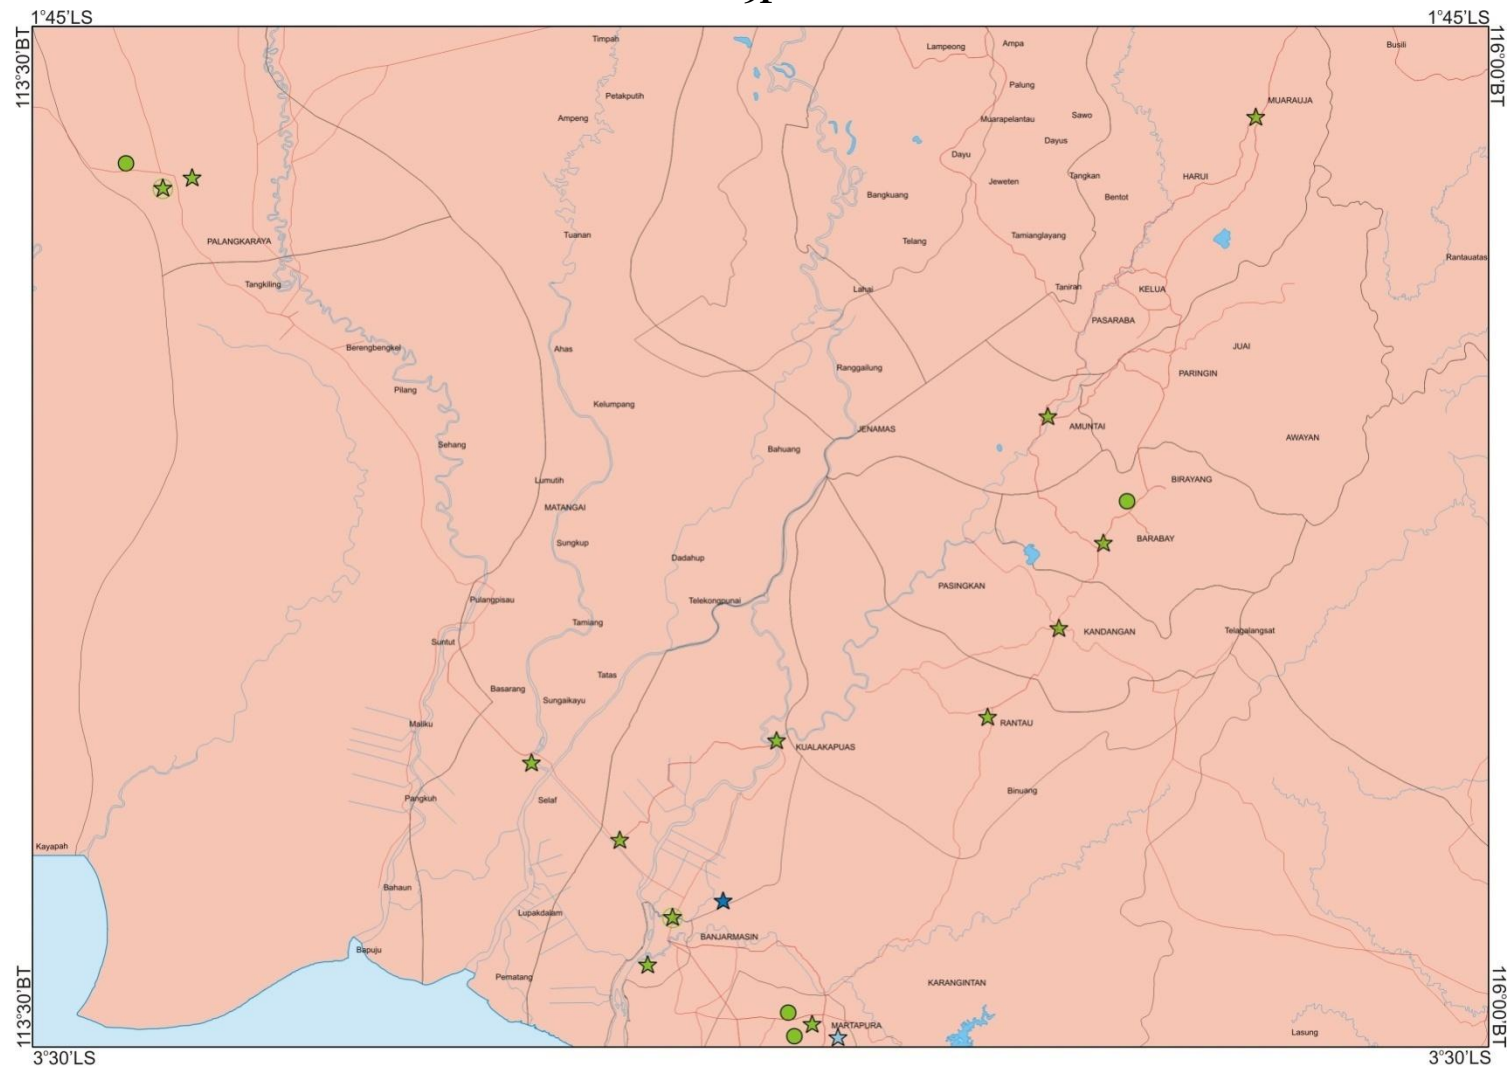 1°45'LS
1°45'LS
113°30'BT
116°00'BT
Timpah
Lampeong
Ampa
Busili
Palung
Petakputih
MUARAUJA
Ampeng
Muarapelantau
Sawo
Dayus
Dayu
Jeweten
Tangkan
HARUI
Bangkuang
Bentot
Tuanan
Telang
Tamianglayang
PALANGKARAYA
Rantauatas
Tangkiling
Lahai
Taniran
KELUA
PASARABA
Berengbengkel
Ahas
JUAI
Ranggailung
PARINGIN
Pilang
Kelumpang
JENAMAS
AMUNTAI
AWAYAN
Sehang
Bahuang
Lumutih
BIRAYANG
MATANGAI
Sungkup
BARABAY
Dadahup
PASINGKAN
Pulangpisau
Telekongpunai
Tamiang
KANDANGAN
Telagalangsat
Suntut
Tatas
Basarang
Sungaikayu
Maliku
RANTAU
KUALAKAPUAS
Pangkuh
Selaf
Binuang
Kayapah
Bahaun
Lupakdalam
BANJARMASIN
Bapuju
Pematang
KARANGINTAN
MARTAPURA
Lasung
113°30'BT
116°00'BT
3°30'LS
3°30'LS